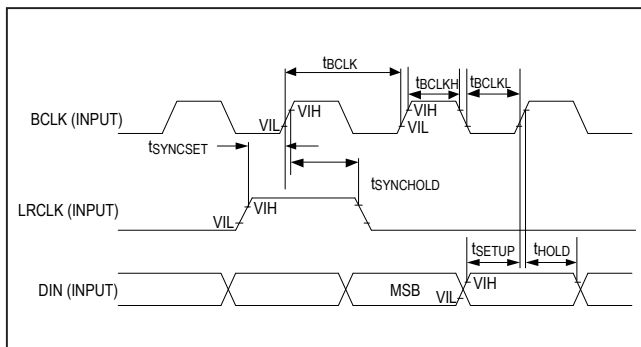 tBCLK
tBCLKH
tBCLKL
BCLK (INPUT)
VIL
VIH
VIH
VIL
tSYNCSET
tSYNCHOLD
LRCLK (INPUT)
VIL
VIH
tSETUP
tHOLD
DIN (INPUT)
MSB
VIH
VIL